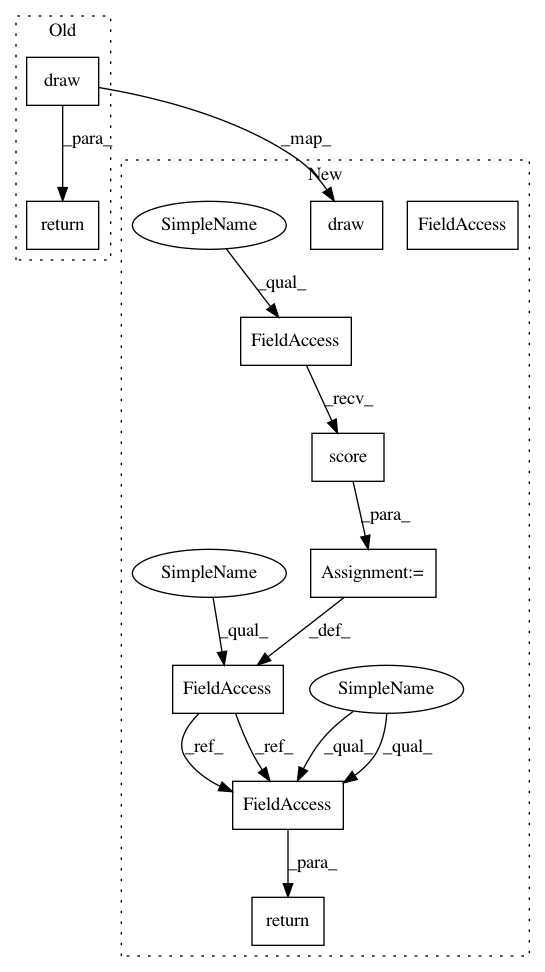 Old
draw
_para_
_map_
New
return
SimpleName
draw
FieldAccess
_qual_
FieldAccess
_recv_
score
_para_
SimpleName
Assignment:=
_qual_
_def_
FieldAccess
SimpleName
_ref_
_ref_
_qual_
_qual_
FieldAccess
_para_
return